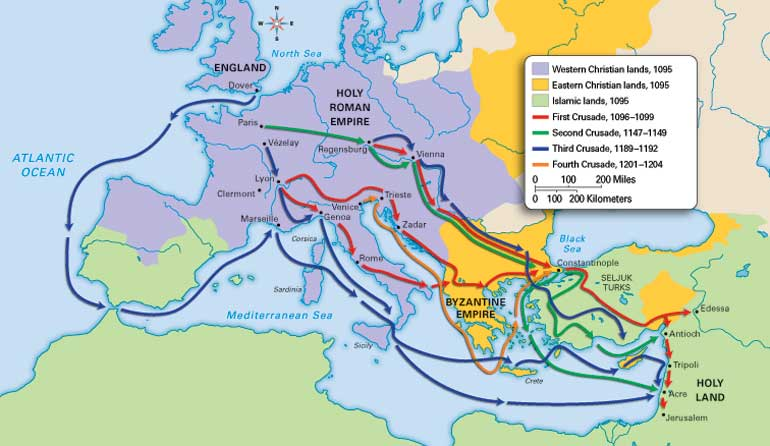 N
W
E
S
North Sea
ENGLAND
Dover
HOLY
ROMAN
EMPIRE
Paris
Regensburg
Vienna
Vézelay
ATLANTIC
OCEAN
Lyon
Clermont
Venice
Trieste
Marseille
Genoa
Zadar
Corsica
Rome
Black
Sea
Constantinople
SELJUK
TURKS
Sardinia
BYZANTINE
EMPIRE
Edessa
Mediterranean Sea
Antioch
Sicily
Crete
Tripoli
HOLY
LAND
Acre
Jerusalem
Western Christian lands, 1095
Eastern Christian lands, 1095
Islamic lands, 1095
First Crusade, 1096–1099
Second Crusade, 1147–1149
Third Crusade, 1189–1192
Fourth Crusade, 1201–1204
0 100 200 Miles
0 100 200 Kilometers